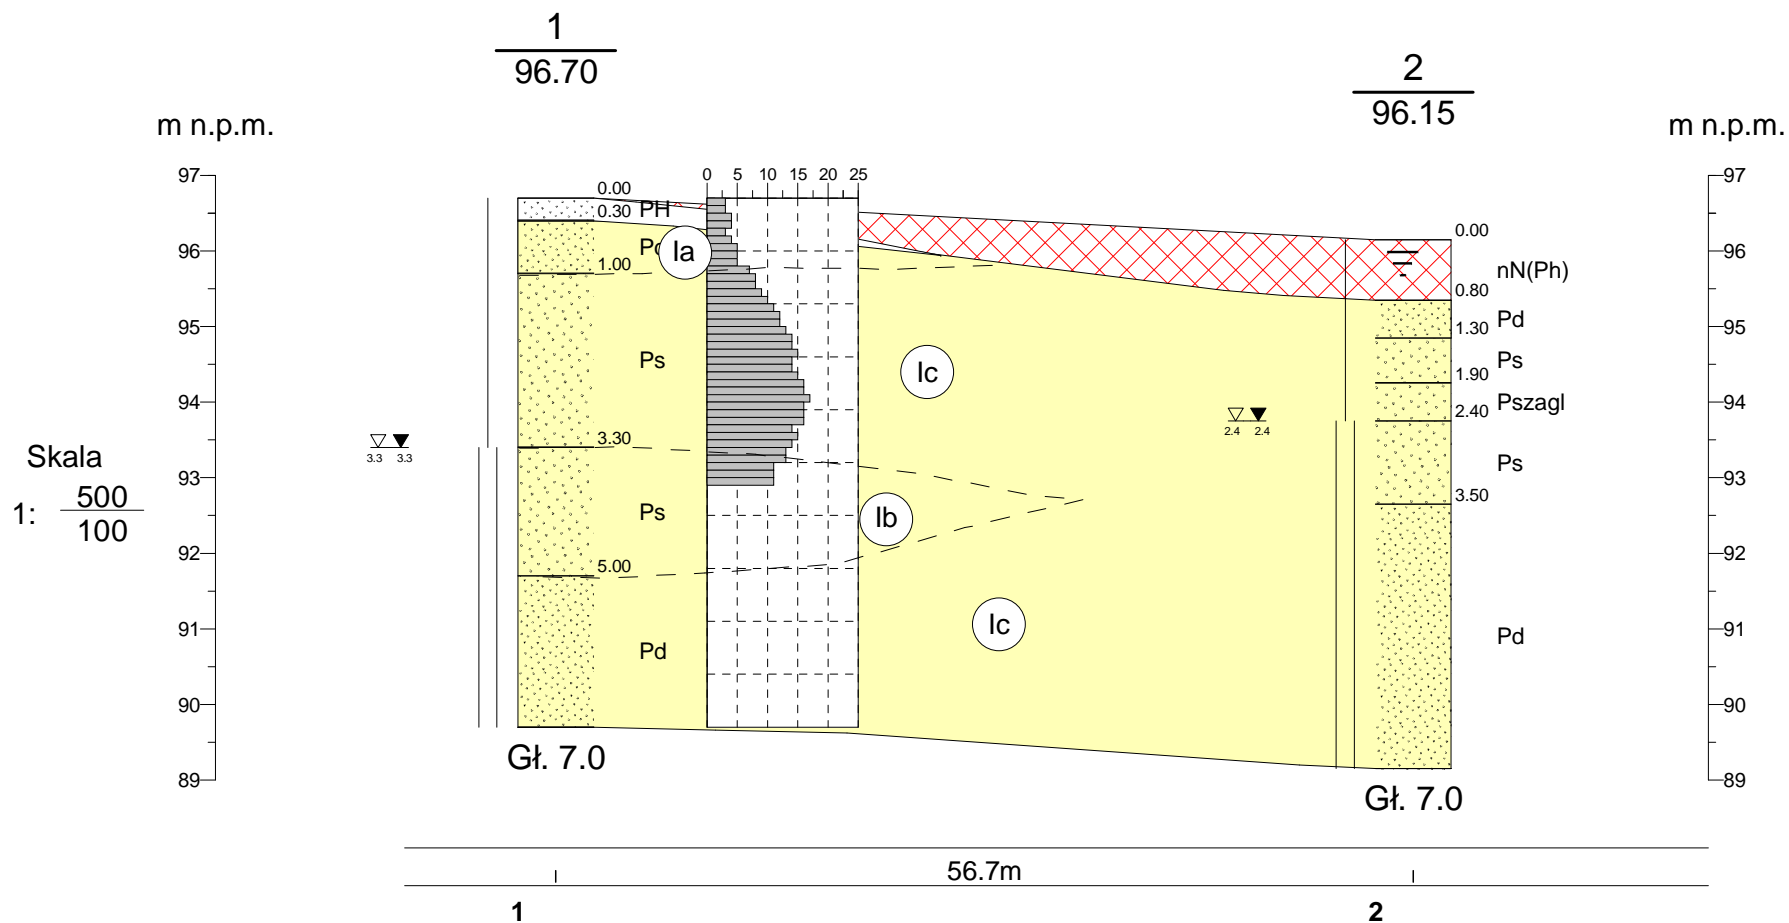 1
96.70
2
96.15
m n.p.m.
m n.p.m.
97
96
95
94
93
92
91
90
89
0 5 10 15 20 25
0.00
0.30 PH
1.00
Ia
Ps
3.30
Ps
5.00
Pd
Ic
Ib
Ic
3.3 3.3
2.4 2.4
Skala
1: 500
100
0.00
nN(Ph)
0.80
Pd
1.30
Ps
1.90
Pszagl
2.40
Ps
3.50
Pd
97
96
95
94
93
92
91
90
89
Gł. 7.0
Gł. 7.0
56.7m
1 2